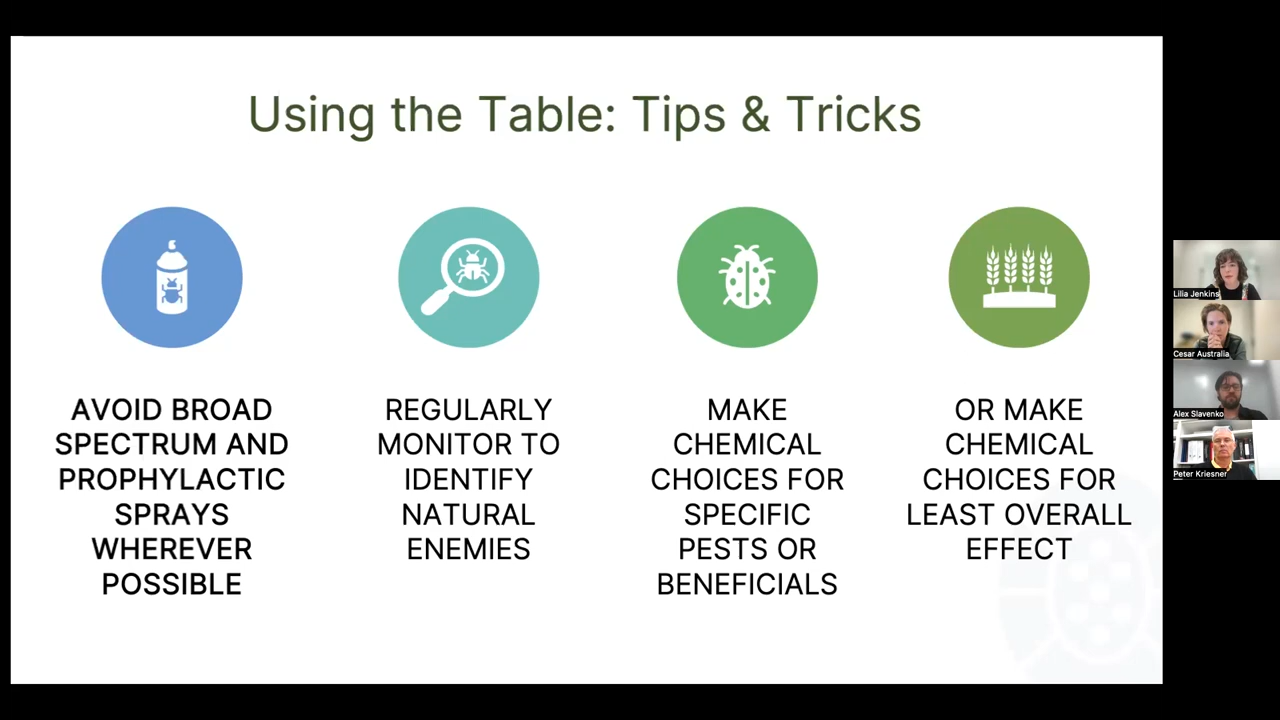 Using the Table: Tips & Tricks
AVOID BROAD
SPECTRUM AND
PROPHYLACTIC
SPRAYS
WHEREVER
POSSIBLE
REGULARLY
MONITOR TO
IDENTIFY
NATURAL
ENEMIES
MAKE
CHEMICAL
CHOICES FOR
SPECIFIC
PESTS OR
BENEFICIALS
OR MAKE
CHEMICAL
CHOICES FOR
LEAST OVERALL
EFFECT
Lilia Jenkins
Cesar Australia
Alex Slavenko
Peter Kriesner